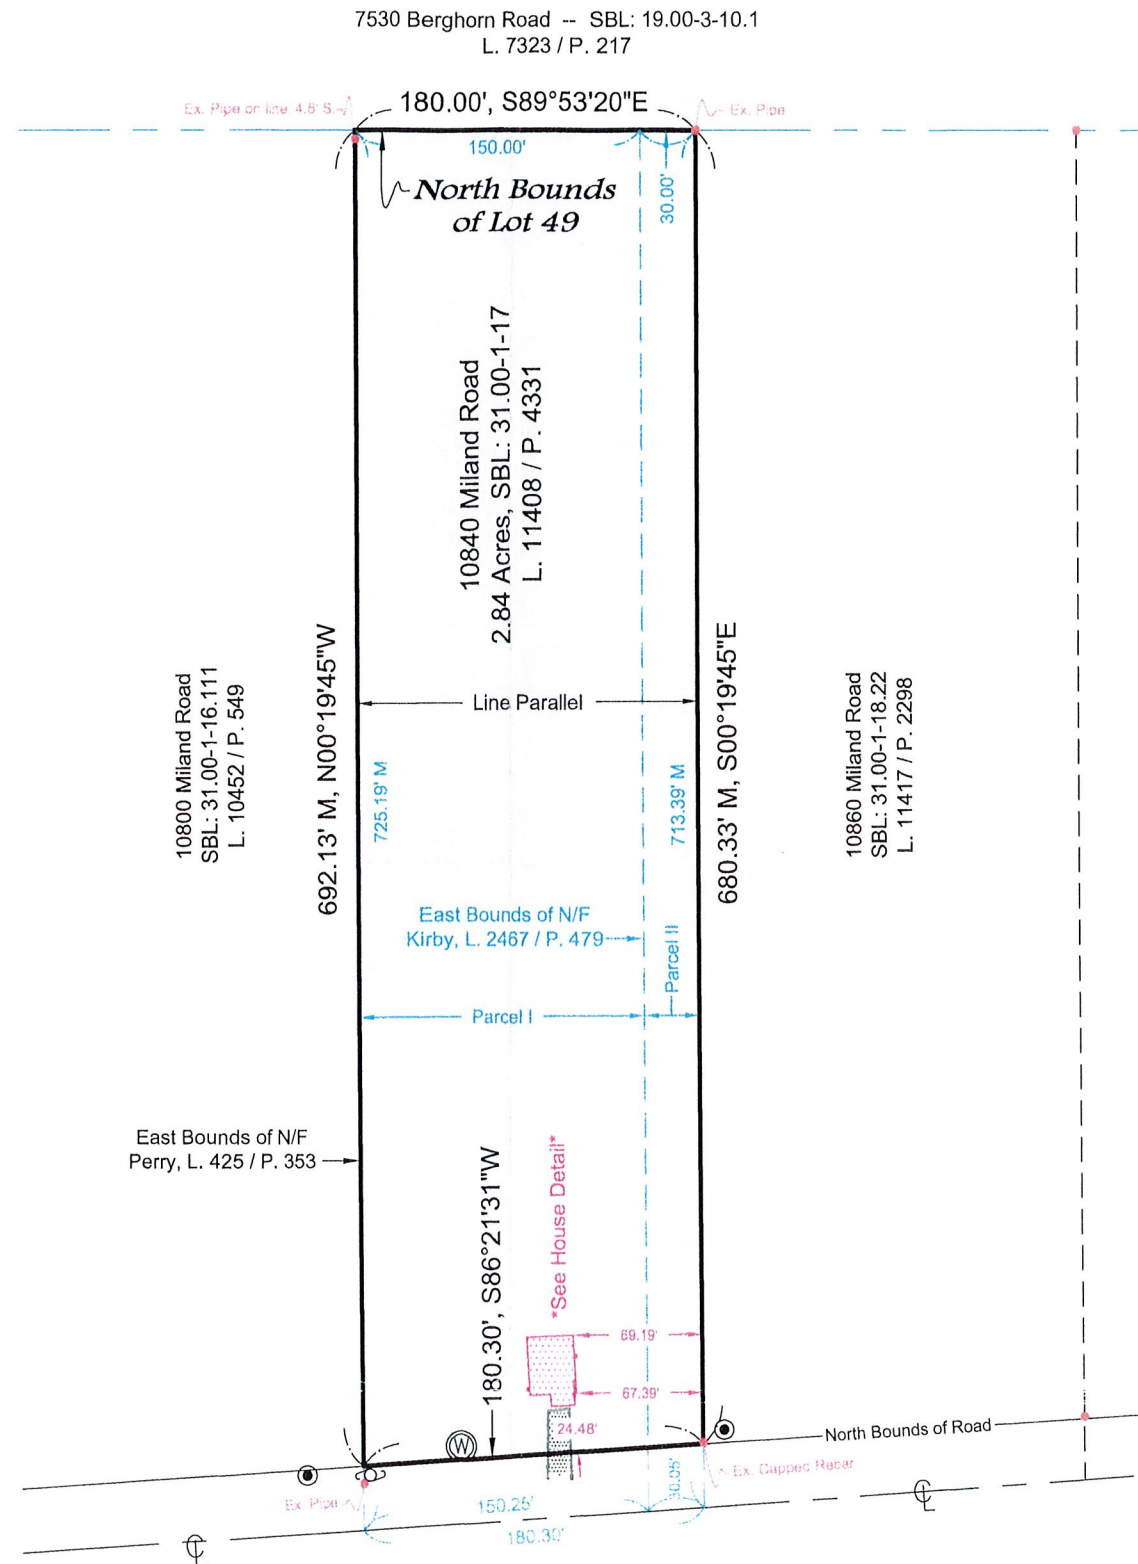 7530 Berghorn Road -- SBL: 19.00-3-10.1
L. 7323 / P. 217
Ex. Pipe on line 4.8' S.
180.00', S89°53'20"E
Ex. Pipe
150.00'
30.00'
North Bounds
of Lot 49
10840 Miland Road
2.84 Acres, SBL: 31.00-1-17
L. 11408 / P. 4331
692.13' M, N00°19'45"W
680.33' M, S00°19'45"E
10800 Miland Road
SBL: 31.00-1-16.111
L. 10452 / P. 549
Line Parallel
10860 Miland Road
SBL: 31.00-1-18.22
L. 11417 / P. 2298
725.19' M
713.39' M
East Bounds of N/F
Kirby, L. 2467 / P. 479
Parcel II
Parcel I
East Bounds of N/F
Perry, L. 425 / P. 353
180.30', S86°21'31"W
*See House Detail*
69.19'
67.39'
24.48'
W
North Bounds of Road
Ex. Capped Rebar
Ex. Pipe
30.05'
150.25'
180.30'
CL
CL